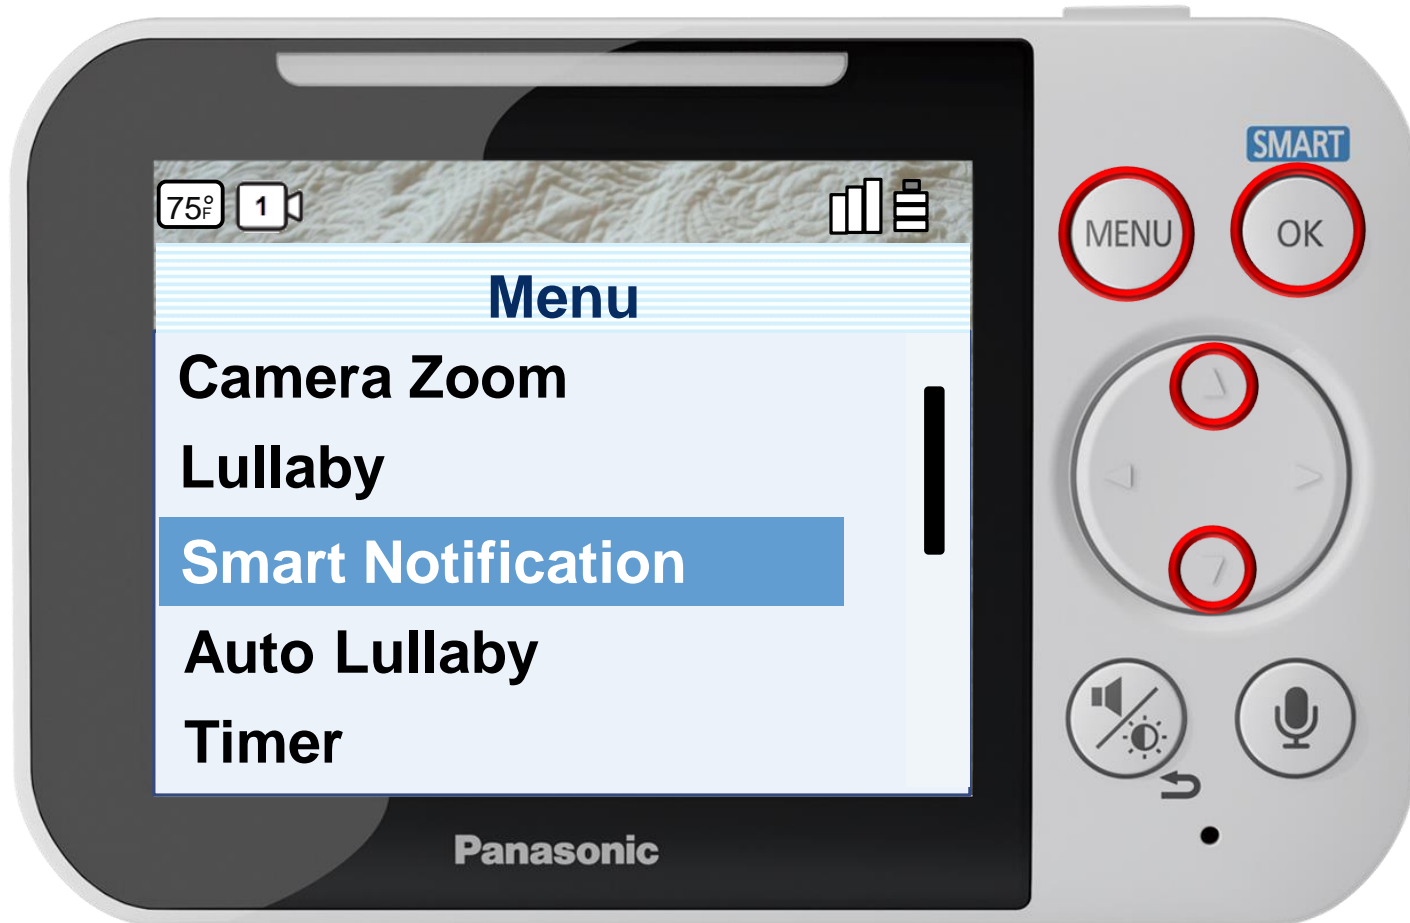 SMART
75°F 1
MENU OK
Menu
Camera Zoom
Lullaby
Smart Notification
Auto Lullaby
Timer
Panasonic